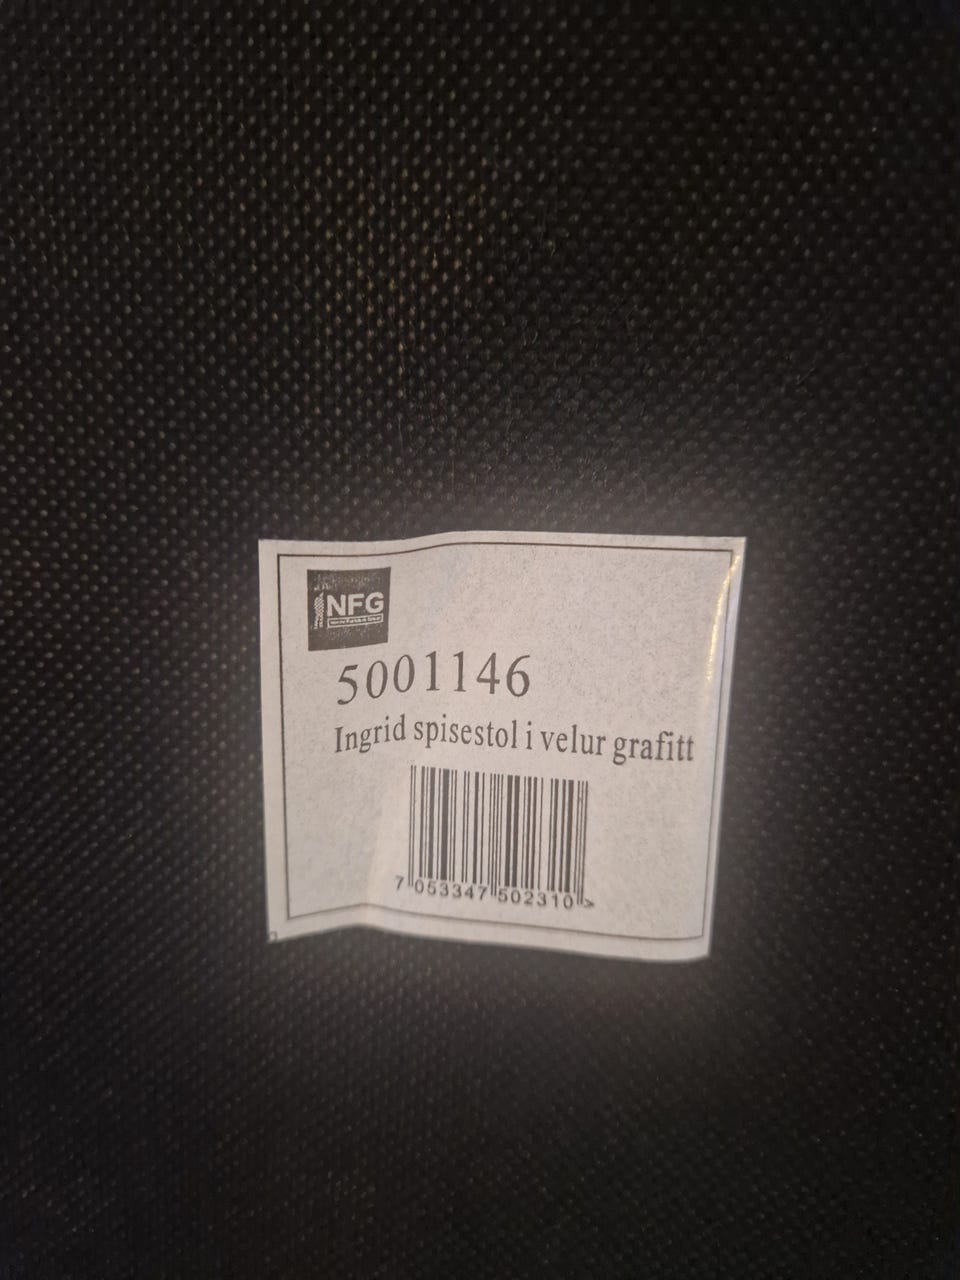 NFG
5001146
Ingrid spisestol i velur grafitt
7 053347 502310 >